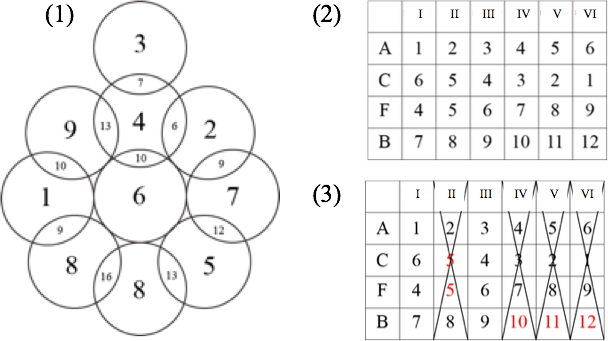 (1)
3
7
9
13
4
6
2
10
10
9
1
6
7
9
12
8
16
8
13
5
(2)
I II III IV V VI
A 1 2 3 4 5 6
C 6 5 4 3 2 1
F 4 5 6 7 8 9
B 7 8 9 10 11 12
(3)
I II III IV V VI
A 1 2 3 4 5 6
C 6 5 4 3 2 1
F 4 5 6 7 8 9
B 7 8 9 10 11 12